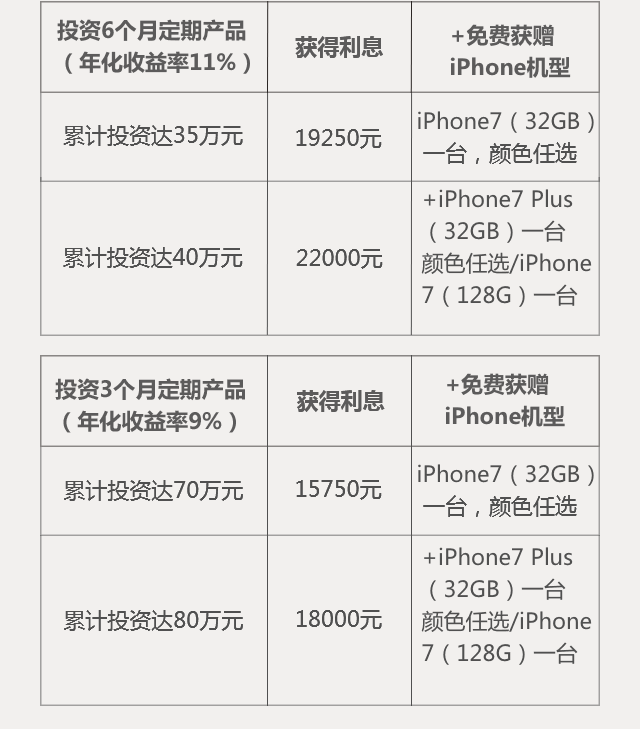 投资6个月定期产品
（年化收益率11%）
获得利息
+免费获赠
iPhone机型
累计投资达35万元
19250元
iPhone7（32GB）
一台，颜色任选
累计投资达40万元
22000元
+iPhone7 Plus
（32GB）一台
颜色任选/iPhone
7（128G）一台
投资3个月定期产品
（年化收益率9%）
获得利息
+免费获赠
iPhone机型
累计投资达70万元
15750元
iPhone7（32GB）
一台，颜色任选
累计投资达80万元
18000元
+iPhone7 Plus
（32GB）一台
颜色任选/iPhone
7（128G）一台